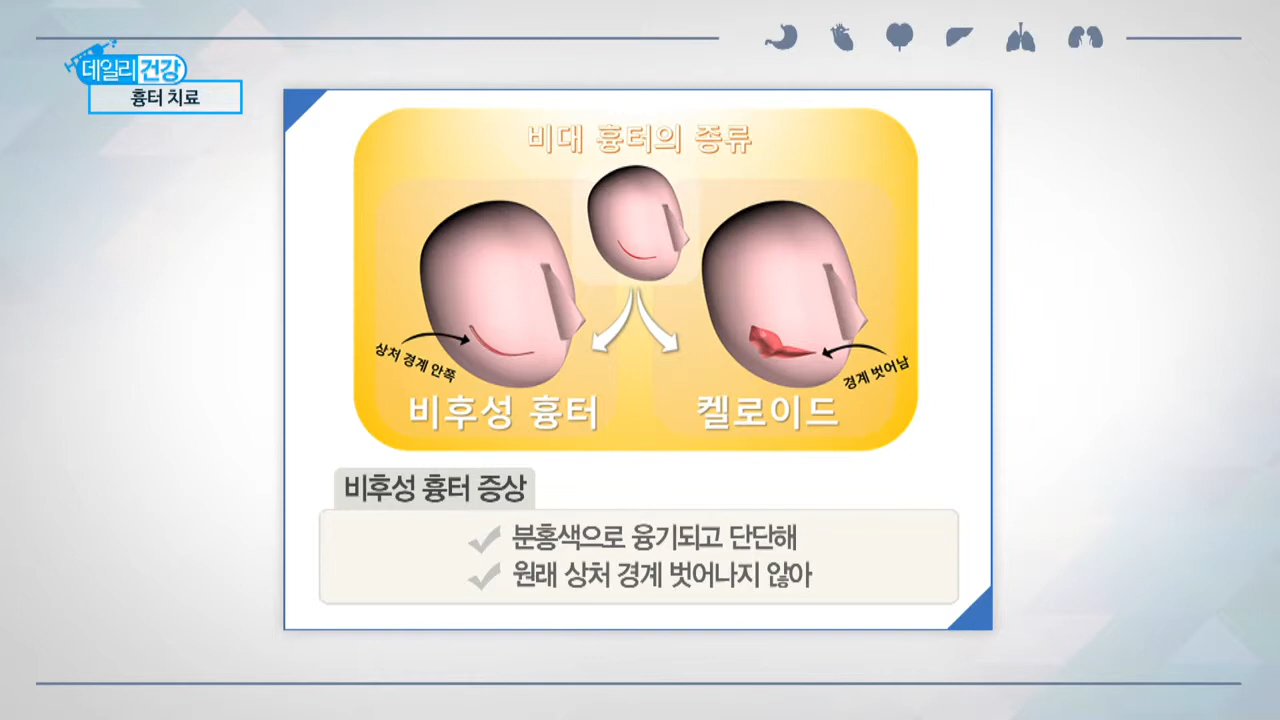 데일리건강
흉터 치료
비대 흉터의 종류
상처 경계 안쪽
경계 벗어남
비후성 흉터
켈로이드
비후성 흉터 증상
분홍색으로 융기되고 단단해
원래 상처 경계 벗어나지 않아